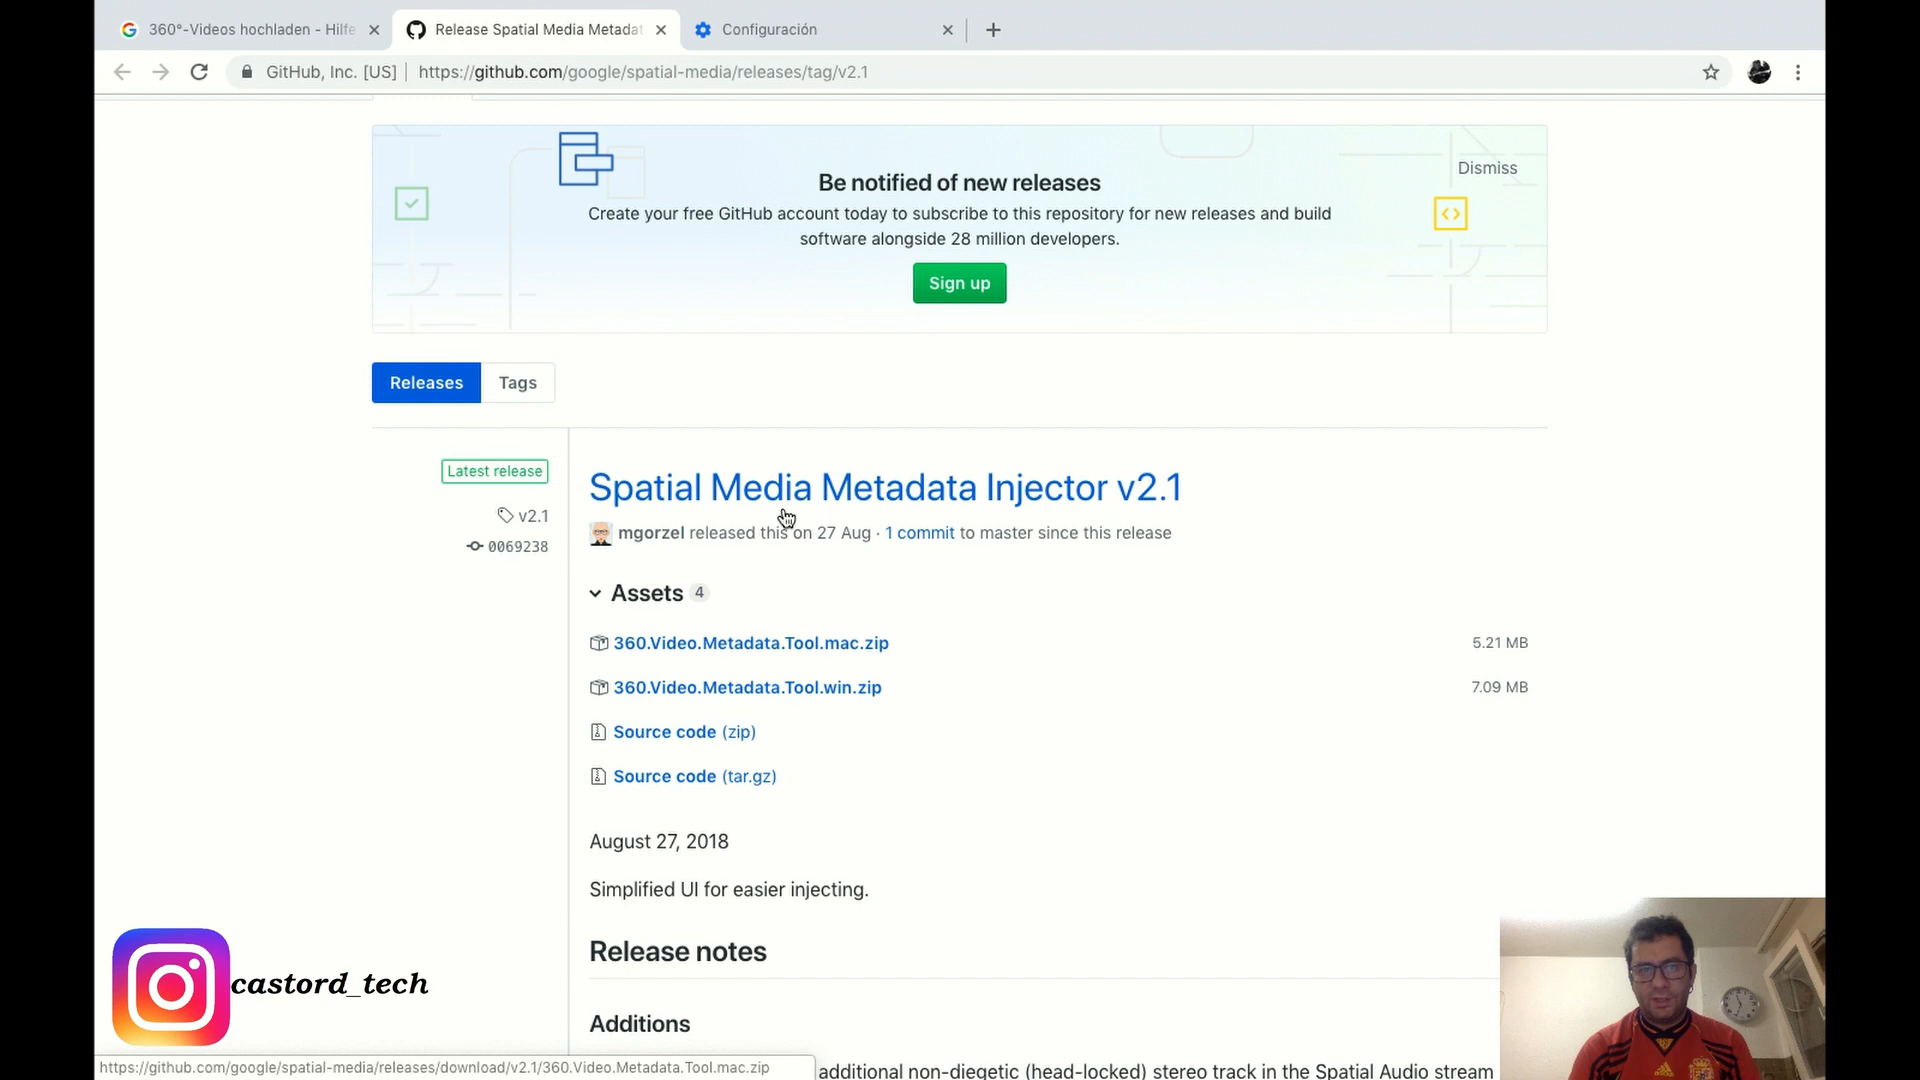 360°-Videos hochladen - Hilfe
Release Spatial Media Metadat
Configuración
GitHub, Inc. [US]
https://github.com/google/spatial-media/releases/tag/v2.1
Be notified of new releases
Dismiss
Create your free GitHub account today to subscribe to this repository for new releases and build
software alongside 28 million developers.
Sign up
Releases
Tags
Latest release
v2.1
0069238
Spatial Media Metadata Injector v2.1
mgorzel released this on 27 Aug · 1 commit to master since this release
Assets 4
360.Video.Metadata.Tool.mac.zip 5.21 MB
360.Video.Metadata.Tool.win.zip 7.09 MB
Source code (zip)
Source code (tar.gz)
August 27, 2018
Simplified UI for easier injecting.
Release notes
Additions
additional non-diegetic (head-locked) stereo track in the Spatial Audio stream
castord_tech
https://github.com/google/spatial-media/releases/download/v2.1/360.Video.Metadata.Tool.mac.zip